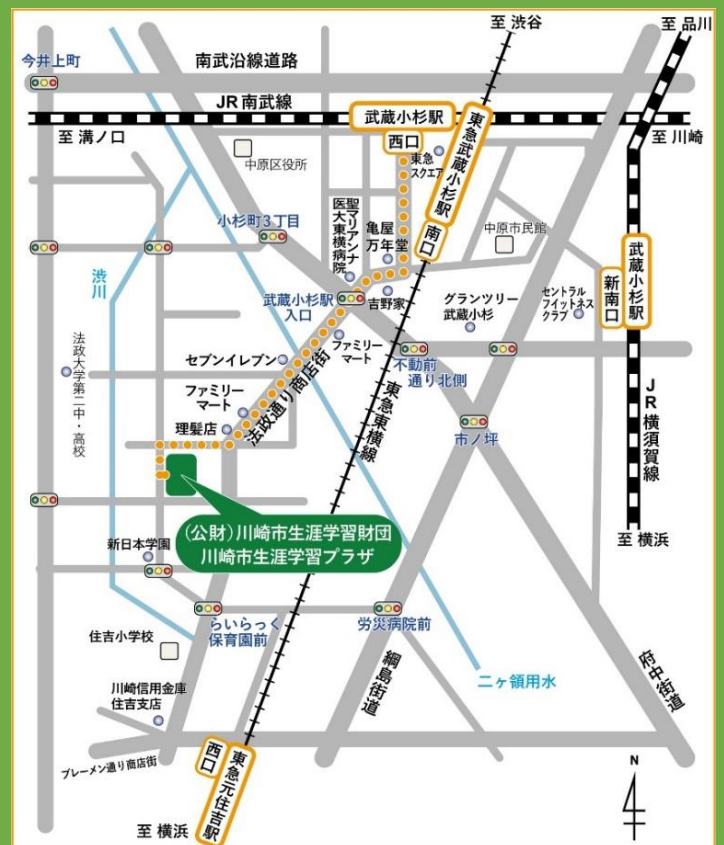 至 渋谷
至 品川
今井上町
南武沿線道路
JR南武線
武蔵小杉駅
西口
至 溝ノ口
至 川崎
東急武蔵小杉駅
南口
東急
スクエア
中原区役所
小杉町3丁目
聖マリアンナ
医大東横病院
亀屋
万年堂
中原市民館
武蔵小杉駅
新南口
渋川
武蔵小杉駅
入口
吉野家
グランツリー
武蔵小杉
セントラル
フィットネス
クラブ
法政大学第二中・高校
セブンイレブン
ファミリー
マート
不動前
通り北側
法政通り商店街
東急東横線
JR横須賀線
ファミリー
マート
理髪店
市ノ坪
(公財)川崎市生涯学習財団
川崎市生涯学習プラザ
至 横浜
新日本学園
らいらっく
保育園前
労災病院前
住吉小学校
綱島街道
二ヶ領用水
府中街道
川崎信用金庫
住吉支店
ブレーメン通り商店街
西口
東急元住吉駅
至 横浜
N